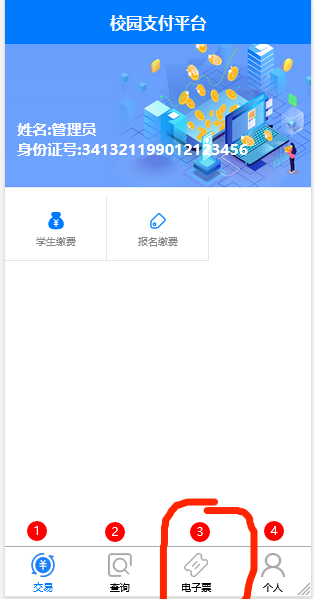 校园支付平台
姓名:管理员
身份证号:341321199012123456
学生缴费 报名缴费
1 2 3 4
交易 查询 电子票 个人